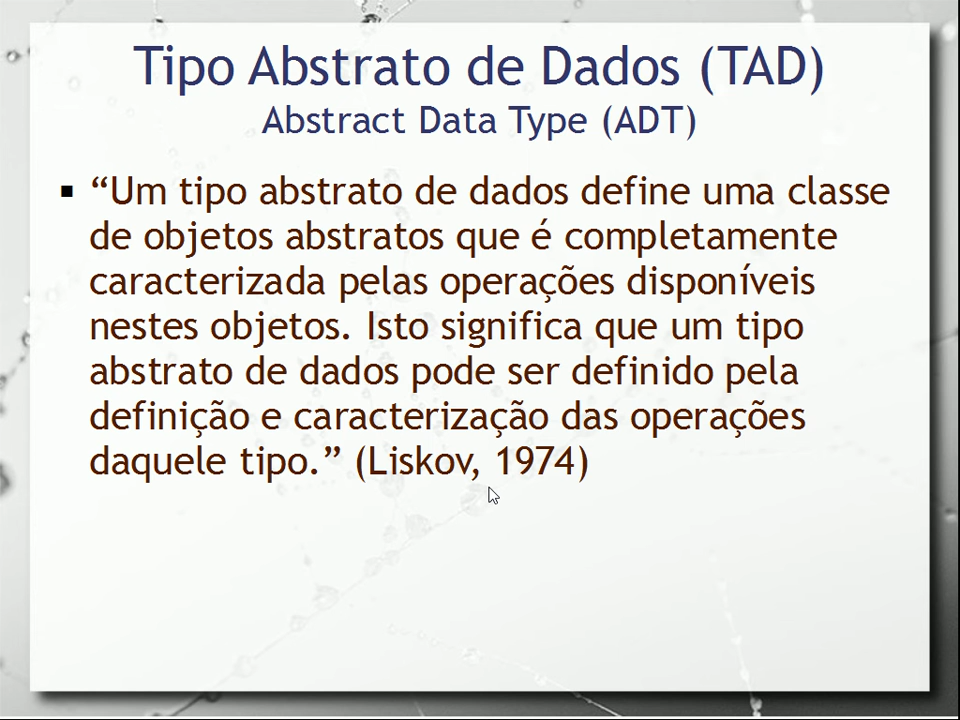 Tipo Abstrato de Dados (TAD)
Abstract Data Type (ADT)
▪ “Um tipo abstrato de dados define uma classe
de objetos abstratos que é completamente
caracterizada pelas operações disponíveis
nestes objetos. Isto significa que um tipo
abstrato de dados pode ser definido pela
definição e caracterização das operações
daquele tipo.” (Liskov, 1974)